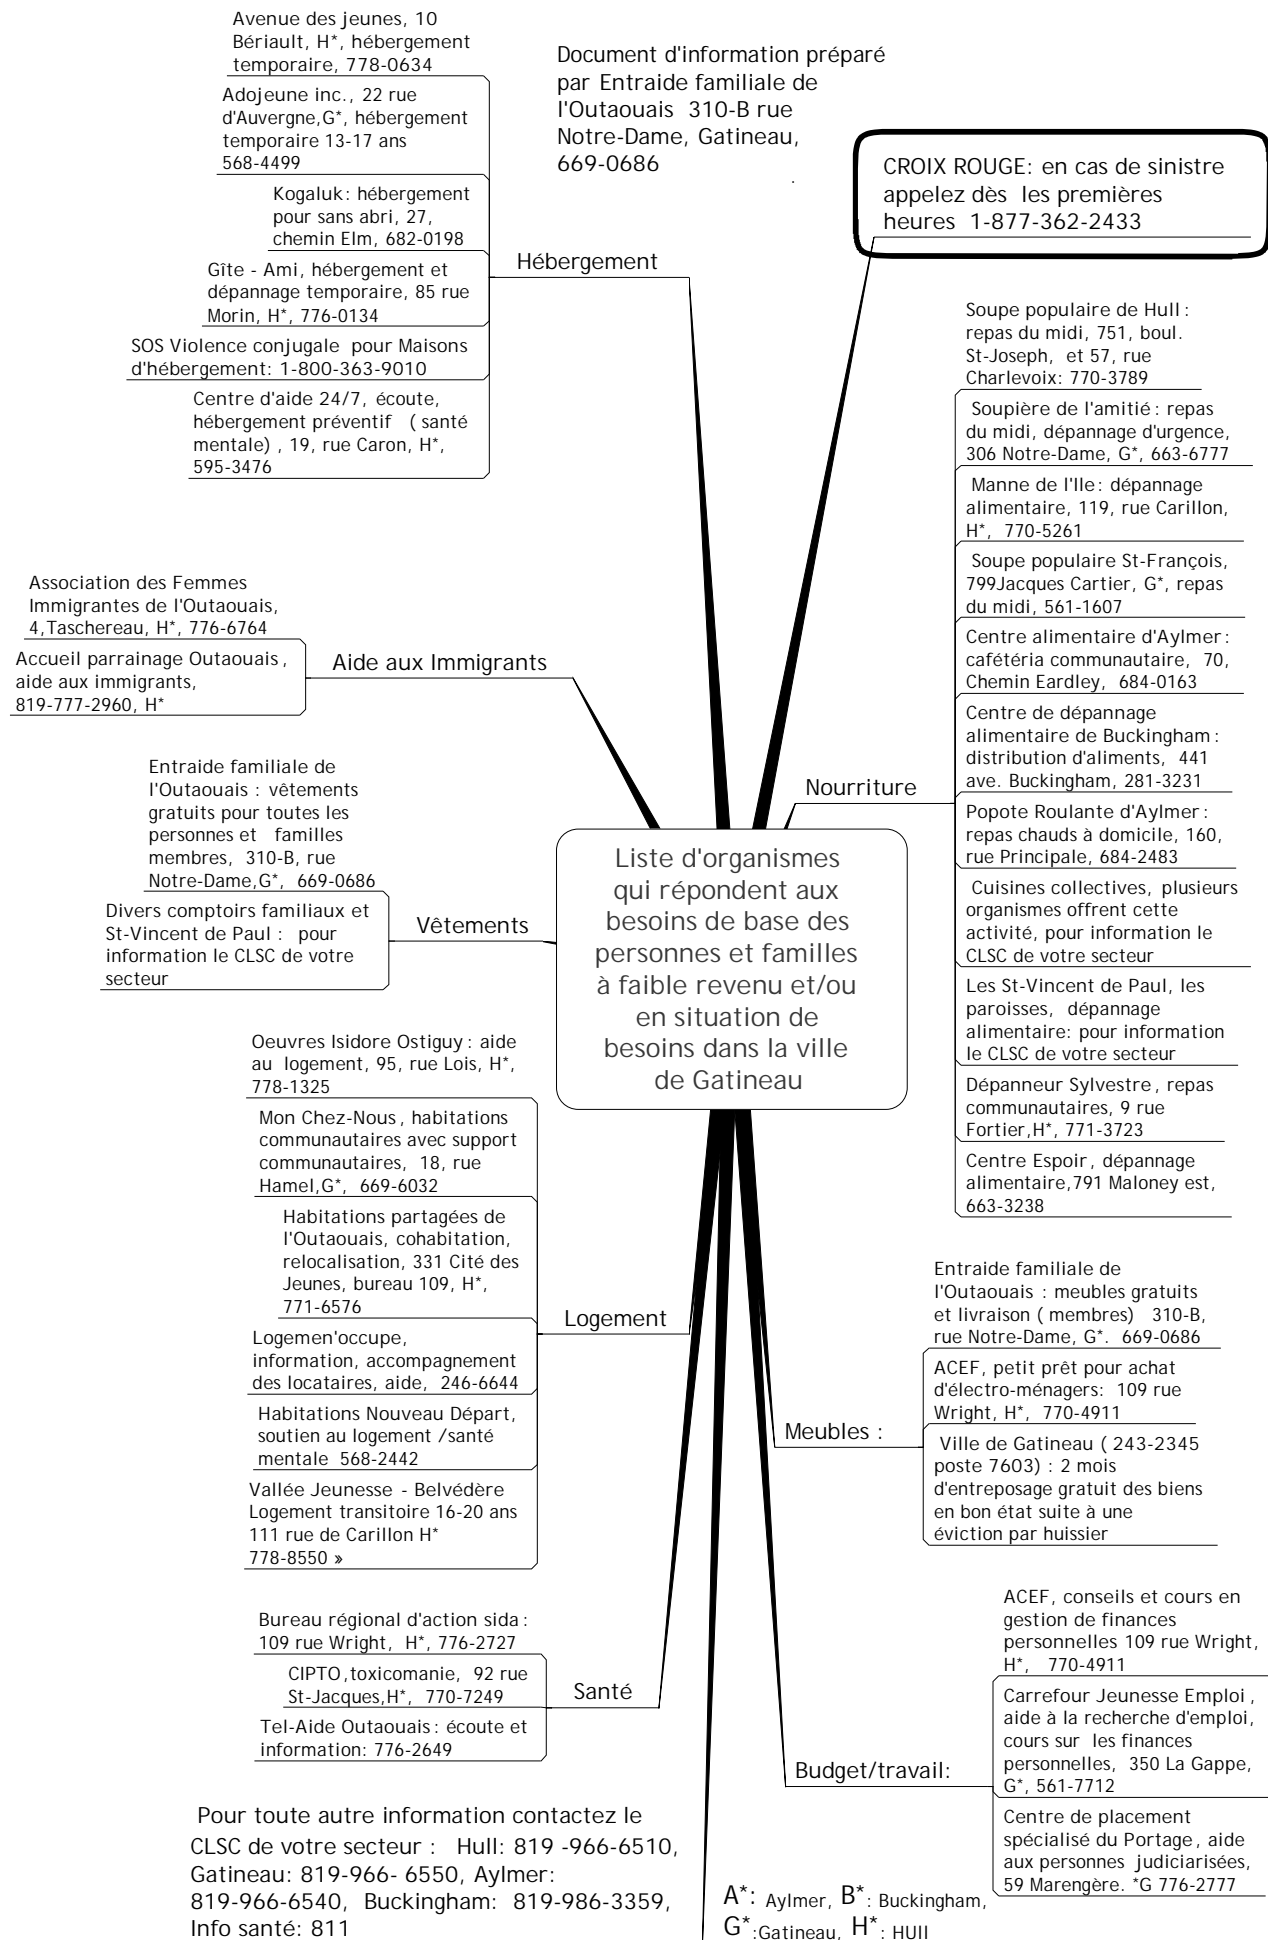 Avenue des jeunes, 10
Bériault, H*, hébergement
temporaire, 778-0634
Adojeune inc., 22 rue
d'Auvergne,G*, hébergement
temporaire 13-17 ans
568-4499
Kogaluk: hébergement
pour sans abri, 27,
chemin Elm, 682-0198
Gîte - Ami, hébergement et
dépannage temporaire, 85 rue
Morin, H*, 776-0134
SOS Violence conjugale pour Maisons
d'hébergement: 1-800-363-9010
Centre d'aide 24/7, écoute,
hébergement préventif ( santé
mentale) , 19, rue Caron, H*,
595-3476
Hébergement
Document d'information préparé
par Entraide familiale de
l'Outaouais 310-B rue
Notre-Dame, Gatineau,
669-0686
.
CROIX ROUGE: en cas de sinistre
appelez dès les premières
heures 1-877-362-2433
Soupe populaire de Hull :
repas du midi, 751, boul.
St-Joseph, et 57, rue
Charlevoix: 770-3789
Soupière de l'amitié : repas
du midi, dépannage d'urgence,
306 Notre-Dame, G*, 663-6777
Manne de l'Ile: dépannage
alimentaire, 119, rue Carillon,
H*, 770-5261
Soupe populaire St-François,
799Jacques Cartier, G*, repas
du midi, 561-1607
Centre alimentaire d'Aylmer :
cafétéria communautaire, 70,
Chemin Eardley, 684-0163
Centre de dépannage
alimentaire de Buckingham :
distribution d'aliments, 441
ave. Buckingham, 281-3231
Popote Roulante d'Aylmer :
repas chauds à domicile, 160,
rue Principale, 684-2483
Cuisines collectives, plusieurs
organismes offrent cette
activité, pour information le
CLSC de votre secteur
Les St-Vincent de Paul, les
paroisses, dépannage
alimentaire: pour information
le CLSC de votre secteur
Dépanneur Sylvestre , repas
communautaires, 9 rue
Fortier,H*, 771-3723
Centre Espoir , dépannage
alimentaire,791 Maloney est,
663-3238
Nourriture
Association des Femmes
Immigrantes de l'Outaouais,
4,Taschereau, H*, 776-6764
Accueil parrainage Outaouais ,
aide aux immigrants,
819-777-2960, H*
Aide aux Immigrants
Entraide familiale de
l'Outaouais : vêtements
gratuits pour toutes les
personnes et familles
membres, 310-B, rue
Notre-Dame,G*, 669-0686
Divers comptoirs familiaux et
St-Vincent de Paul : pour
information le CLSC de votre
secteur
Vêtements
Liste d'organismes
qui répondent aux
besoins de base des
personnes et familles
à faible revenu et/ou
en situation de
besoins dans la ville
de Gatineau
Oeuvres Isidore Ostiguy : aide
au logement, 95, rue Lois, H*,
778-1325
Mon Chez-Nous , habitations
communautaires avec support
communautaires, 18, rue
Hamel,G*, 669-6032
Habitations partagées de
l'Outaouais, cohabitation,
relocalisation, 331 Cité des
Jeunes, bureau 109, H*,
771-6576
Logemen'occupe,
information, accompagnement
des locataires, aide, 246-6644
Habitations Nouveau Départ,
soutien au logement /santé
mentale 568-2442
Vallée Jeunesse - Belvédère
Logement transitoire 16-20 ans
111 rue de Carillon H*
778-8550 »
Logement
Entraide familiale de
l'Outaouais : meubles gratuits
et livraison ( membres) 310-B,
rue Notre-Dame, G*. 669-0686
ACEF, petit prêt pour achat
d'électro-ménagers: 109 rue
Wright, H*, 770-4911
Ville de Gatineau ( 243-2345
poste 7603) : 2 mois
d'entreposage gratuit des biens
en bon état suite à une
éviction par huissier
Meubles :
Bureau régional d'action sida :
109 rue Wright, H*, 776-2727
CIPTO,toxicomanie, 92 rue
St-Jacques,H*, 770-7249
Tel-Aide Outaouais : écoute et
information: 776-2649
Santé
ACEF, conseils et cours en
gestion de finances
personnelles 109 rue Wright,
H*, 770-4911
Carrefour Jeunesse Emploi ,
aide à la recherche d'emploi,
cours sur les finances
personnelles, 350 La Gappe,
G*, 561-7712
Centre de placement
spécialisé du Portage , aide
aux personnes judiciarisées,
59 Marengère. *G 776-2777
Budget/travail:
Pour toute autre information contactez le
CLSC de votre secteur : Hull: 819 -966-6510,
Gatineau: 819-966- 6550, Aylmer:
819-966-6540, Buckingham: 819-986-3359,
Info santé: 811
A*: Aylmer, B*: Buckingham,
G*:Gatineau, H*: HUll